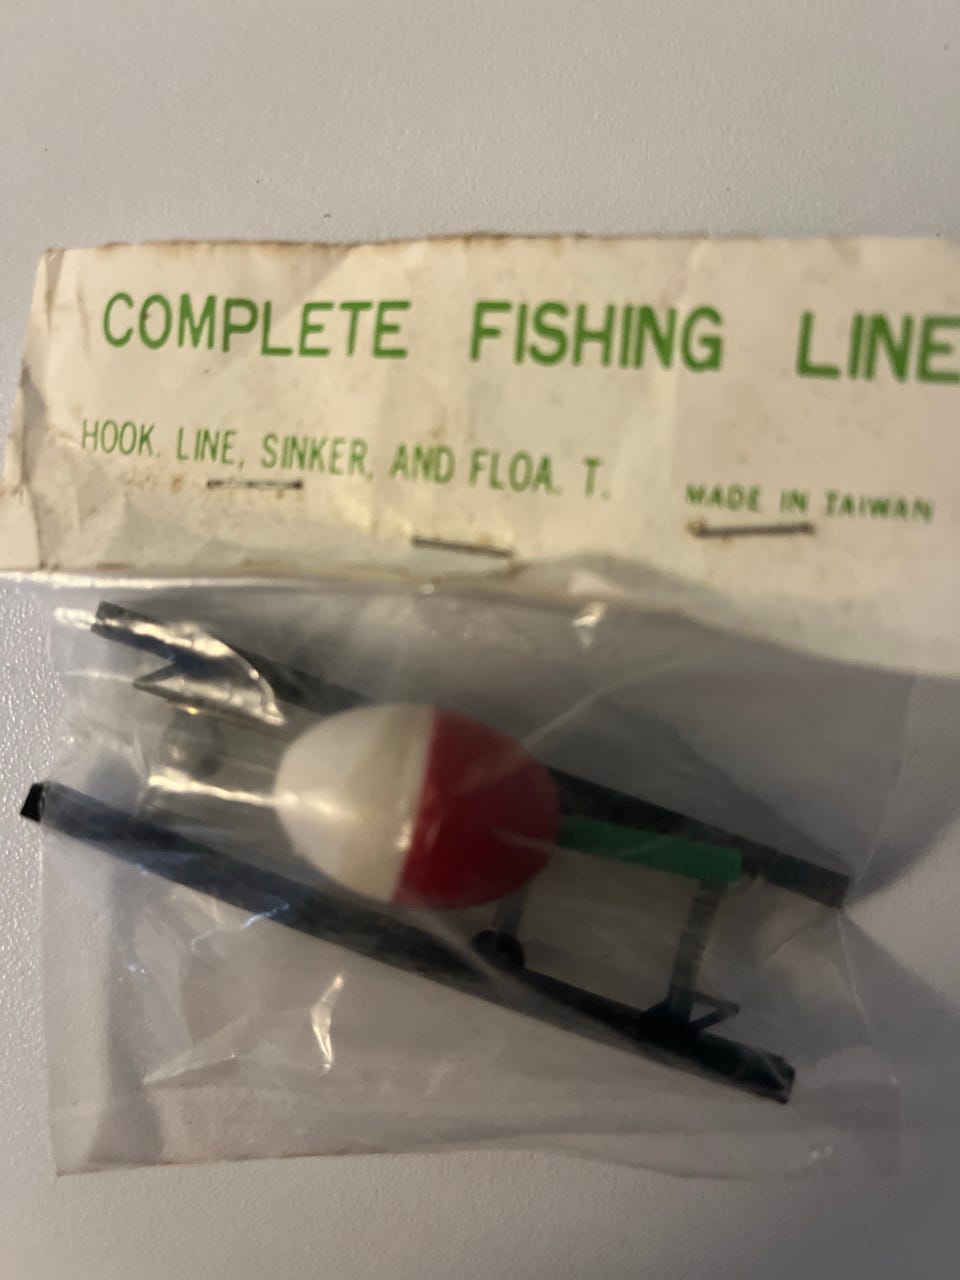 COMPLETE FISHING LINE
HOOK. LINE, SINKER, AND FLOA. T.
MADE IN TAIWAN